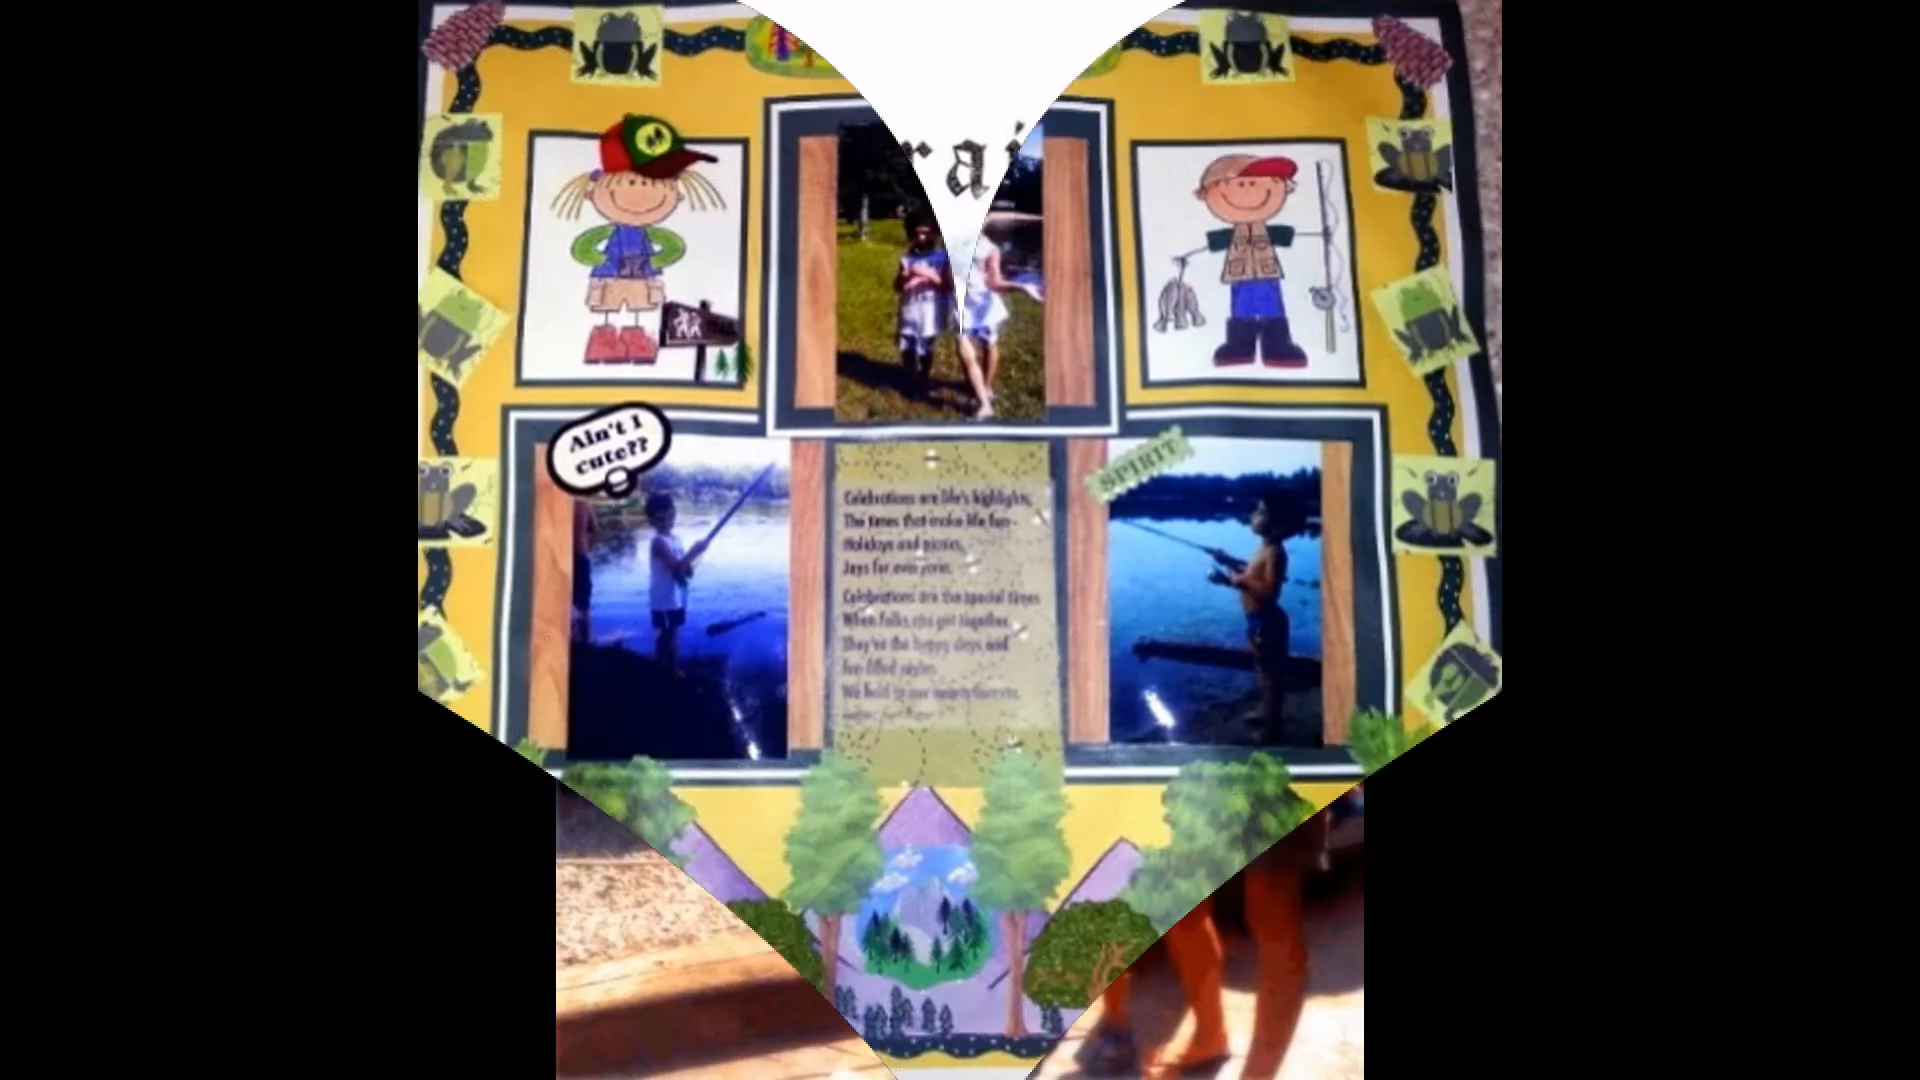 rai
Ain't I
cute??
SPIRIT
Celebrations are life's highlights,
The times that make life fun-
Holidays and picnics,
Joys for everyone.
Celebrations are the special times
When folks can get together,
They're the happy days and
fun-filled nights
We hold in our